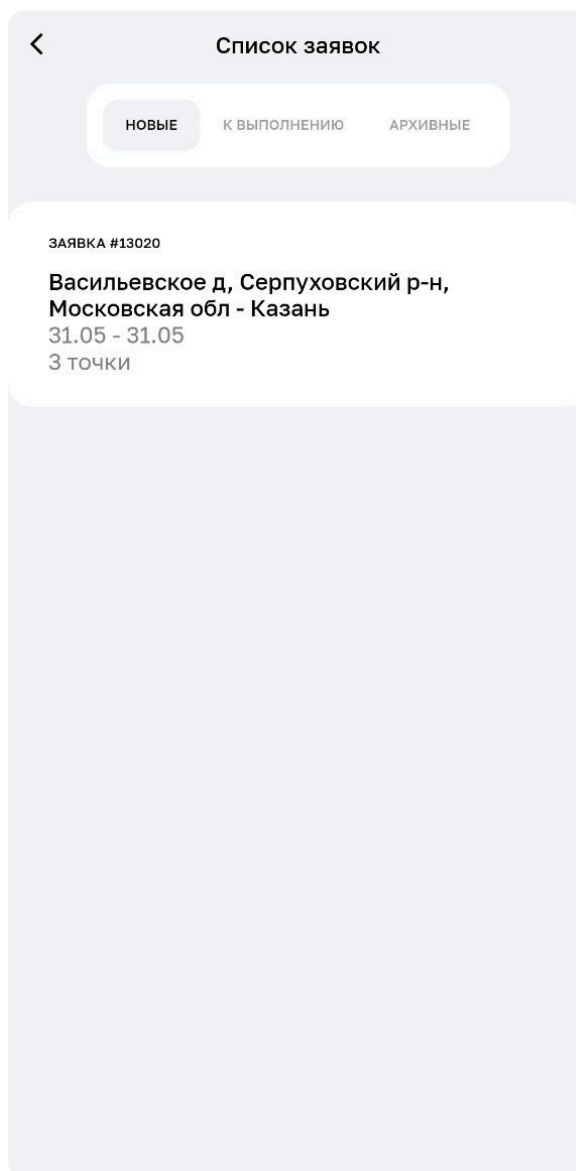 Список заявок
НОВЫЕ К ВЫПОЛНЕНИЮ АРХИВНЫЕ
ЗАЯВКА #13020
Васильевское д, Серпуховский р-н,
Московская обл - Казань
31.05 - 31.05
3 точки